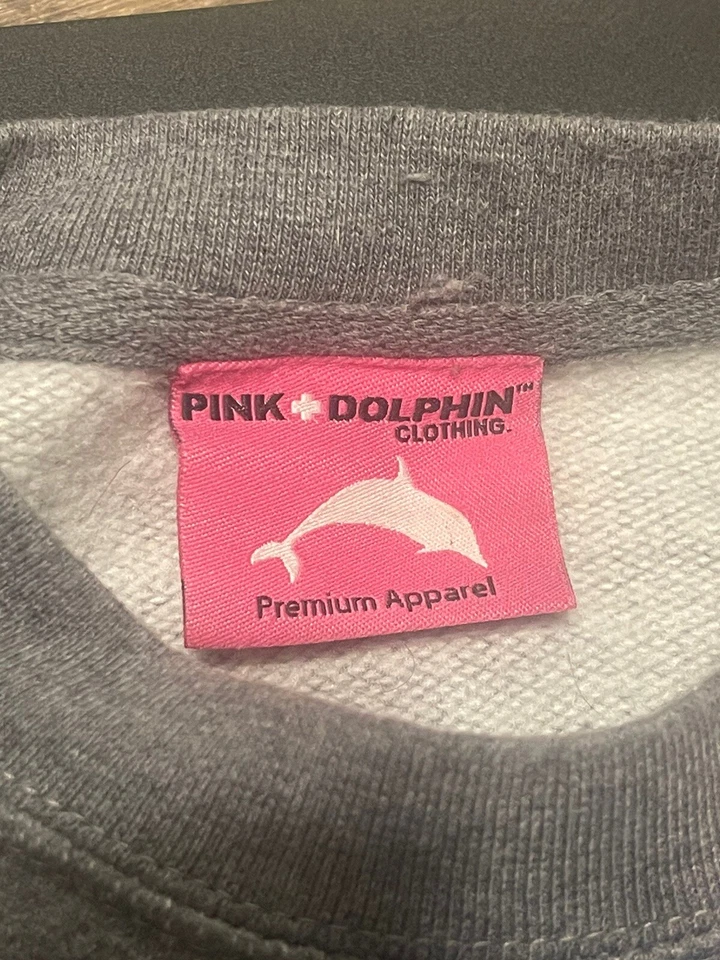 PINK + DOLPHIN™
CLOTHING.
Premium Apparel